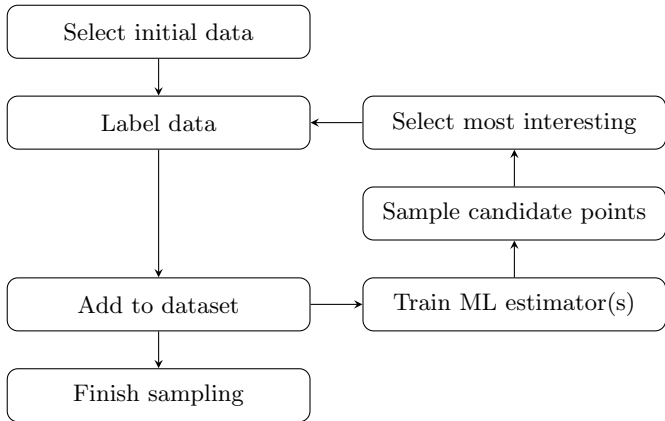 Select initial data
Label data
Select most interesting
Sample candidate points
Add to dataset
Train ML estimator(s)
Finish sampling